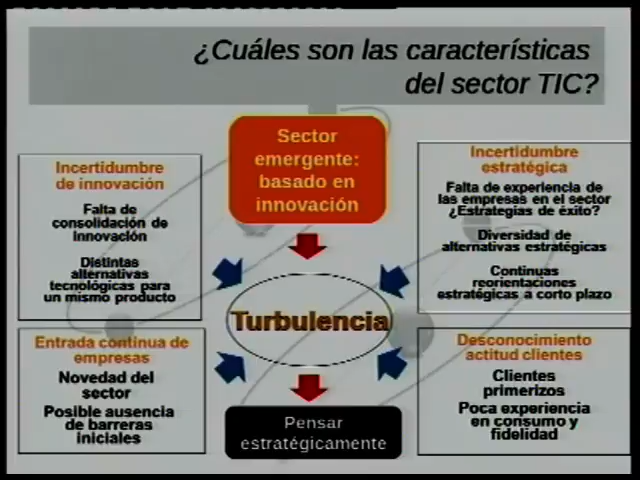 ¿Cuáles son las características
del sector TIC?
Sector
emergente:
basado en
innovación
Incertidumbre
de innovación
Falta de
consolidación de
innovación
Distintas
alternativas
tecnológicas para
un mismo producto
Incertidumbre
estratégica
Falta de experiencia de
las empresas en el sector
¿Estrategias de éxito?
Diversidad de
alternativas estratégicas
Continuas
reorientaciones
estratégicas a corto plazo
Turbulencia
Entrada continua de
empresas
Novedad del
sector
Posible ausencia
de barreras
iniciales
Desconocimiento
actitud clientes
Clientes
primerizos
Poca experiencia
en consumo y
fidelidad
Pensar
estratégicamente